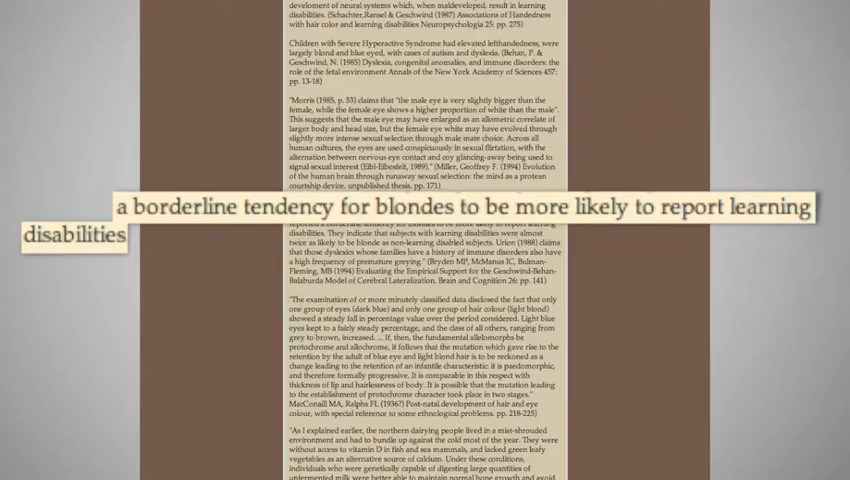 develoment of neural systems which, when maldeveloped, result in learning
disabilities. (Schachter,Ransel & Geschwind (1987) Associations of Handedness
with hair color and learning disabilities Neuropsychologia 25: pp. 275)
Children with Severe Hyperactive Syndrome had elevated lefthandedness, were
largely blond and blue eyed, with cases of autism and dyslexia. (Behan, P. &
Geschwind, N. (1985) Dyslexia, congenital anomalies, and immune disorders: the
role of the fetal environment Annals of the New York Academy of Sciences 457:
pp. 13-18)
"Morris (1985, p. 53) claims that "the male eye is very slightly bigger than the
female, while the female eye shows a higher proportion of white than the male".
This suggests that the male eye may have enlarged as an allometric correlate of
larger body and head size, but the female eye white may have evolved through
slightly more intense sexual selection through male mate choice. Across all
human cultures, the eyes are used conspicuously in sexual flirtation, with the
alternation between nervous eye contact and coy glancing-away being used to
signal sexual interest (Eibl-Eibesfelt, 1989)." (Miller, Geoffrey F. (1994) Evolution
of the human brain through runaway sexual selection: the mind as a protean
courtship device, unpublished thesis. pp. 171)
a borderline tendency for blondes to be more likely to report learning
disabilities
reported a borderline tendency for blondes to be more likely to report learning
disabilities. They indicate that subjects with learning disabilities were almost
twice as likely to be blonde as non-learning disabled subjects. Urion (1988) claims
that those dyslexics whose families have a history of immune disorders also have
a high frequency of premature greying." (Bryden MP, McManus IC, Bulman-
Fleming, MB (1994) Evaluating the Empirical Support for the Geschwind-Behan-
Balaburda Model of Cerebral Lateralization. Brain and Cognition 26: pp. 141)
"The examination of or more minutely classified data disclosed the fact that only
one group of eyes (dark blue) and only one group of hair colour (light blond)
showed a steady fall in percentage value over the period considered. Light blue
eyes kept to a fairly steady percentage, and the class of all others, ranging from
grey to brown, increased. ... If, then, the fundamental allelomorphs be
protochrome and allochrome, it follows that the mutation which gave rise to the
retention by the adult of blue eye and light blond hair is to be reckoned as a
change leading to the retention of an infantile characteristic: it is paedomorphic,
and therefore formally progressive. It is comparable in this respect with
thickness of lip and hairlessness of body. It is possible that the mutation leading
to the establishment of protochrome character took place in two stages."
MacConaill MA, Ralphs FL (1936?) Post-natal development of hair and eye
colour, with special reference to some ethnological problems. pp. 218-225)
"As I explained earlier, the northern dairying people lived in a mist-shrouded
environment and had to bundle up against the cold most of the year. They were
without access to vitamin D in fish and sea mammals, and lacked green leafy
vegetables as an alternative source of calcium. Under these conditions,
individuals who were genetically capable of digesting large quantities of
unfermented milk were better able to maintain normal bone growth and avoid